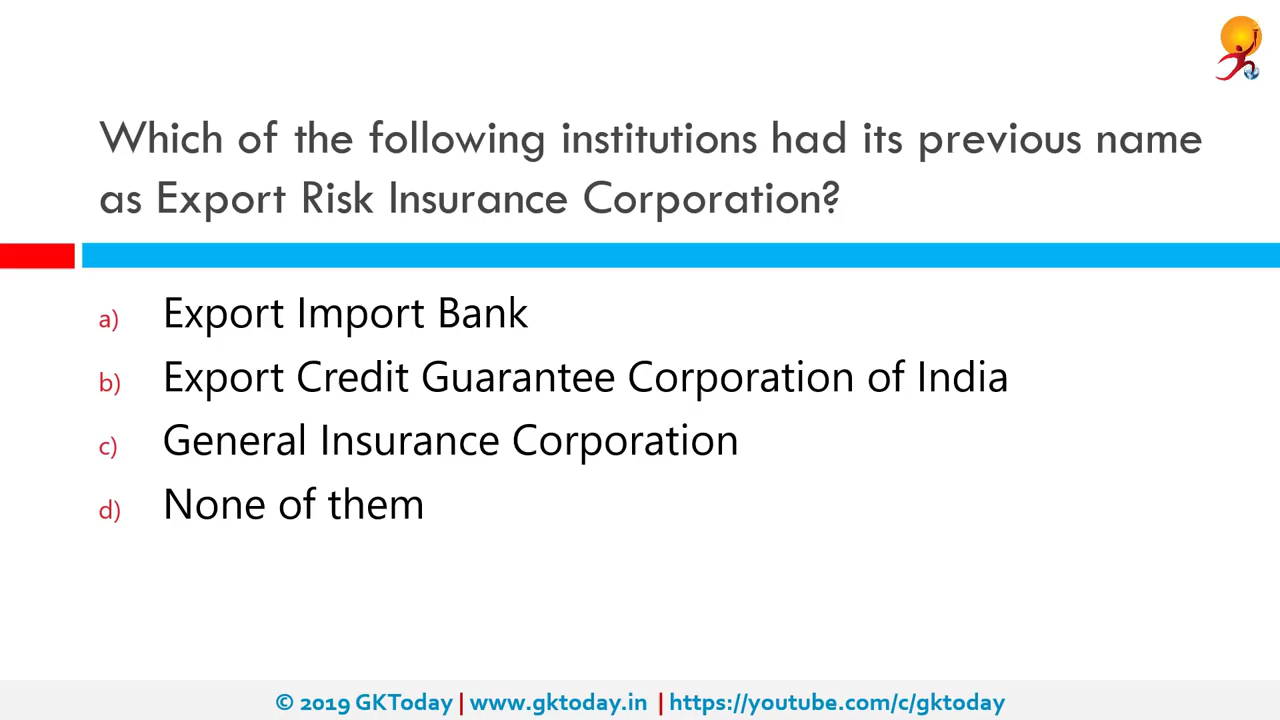 Which of the following institutions had its previous name
as Export Risk Insurance Corporation?
a) Export Import Bank
b) Export Credit Guarantee Corporation of India
c) General Insurance Corporation
d) None of them
© 2019 GKToday | www.gktoday.in | https://youtube.com/c/gktoday